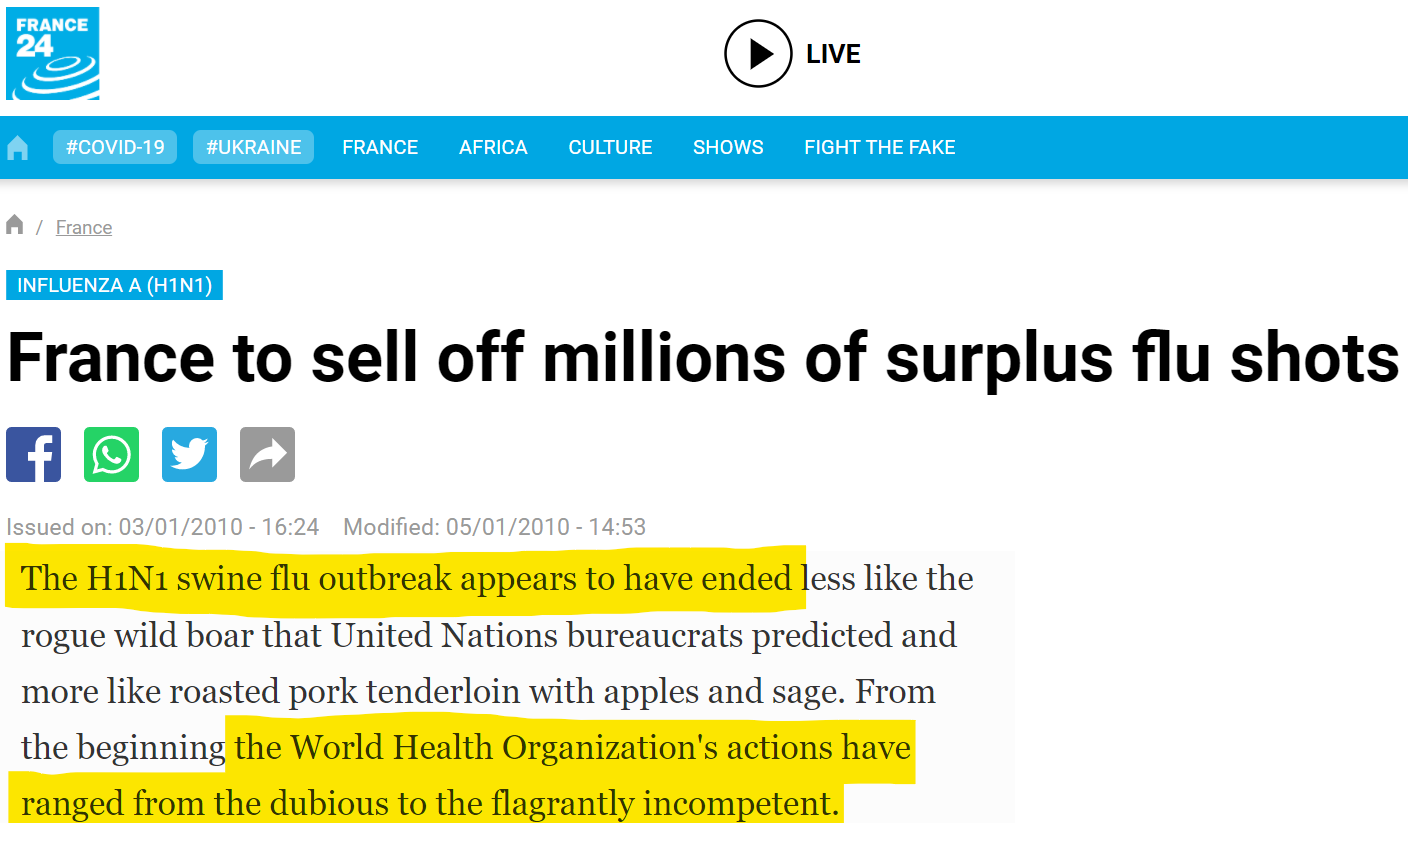 FRANCE
24
LIVE
#COVID-19 #UKRAINE FRANCE AFRICA CULTURE SHOWS FIGHT THE FAKE
/ France
INFLUENZA A (H1N1)
France to sell off millions of surplus flu shots
Issued on: 03/01/2010 - 16:24 Modified: 05/01/2010 - 14:53
The H1N1 swine flu outbreak appears to have ended less like the
rogue wild boar that United Nations bureaucrats predicted and
more like roasted pork tenderloin with apples and sage. From
the beginning the World Health Organization's actions have
ranged from the dubious to the flagrantly incompetent.